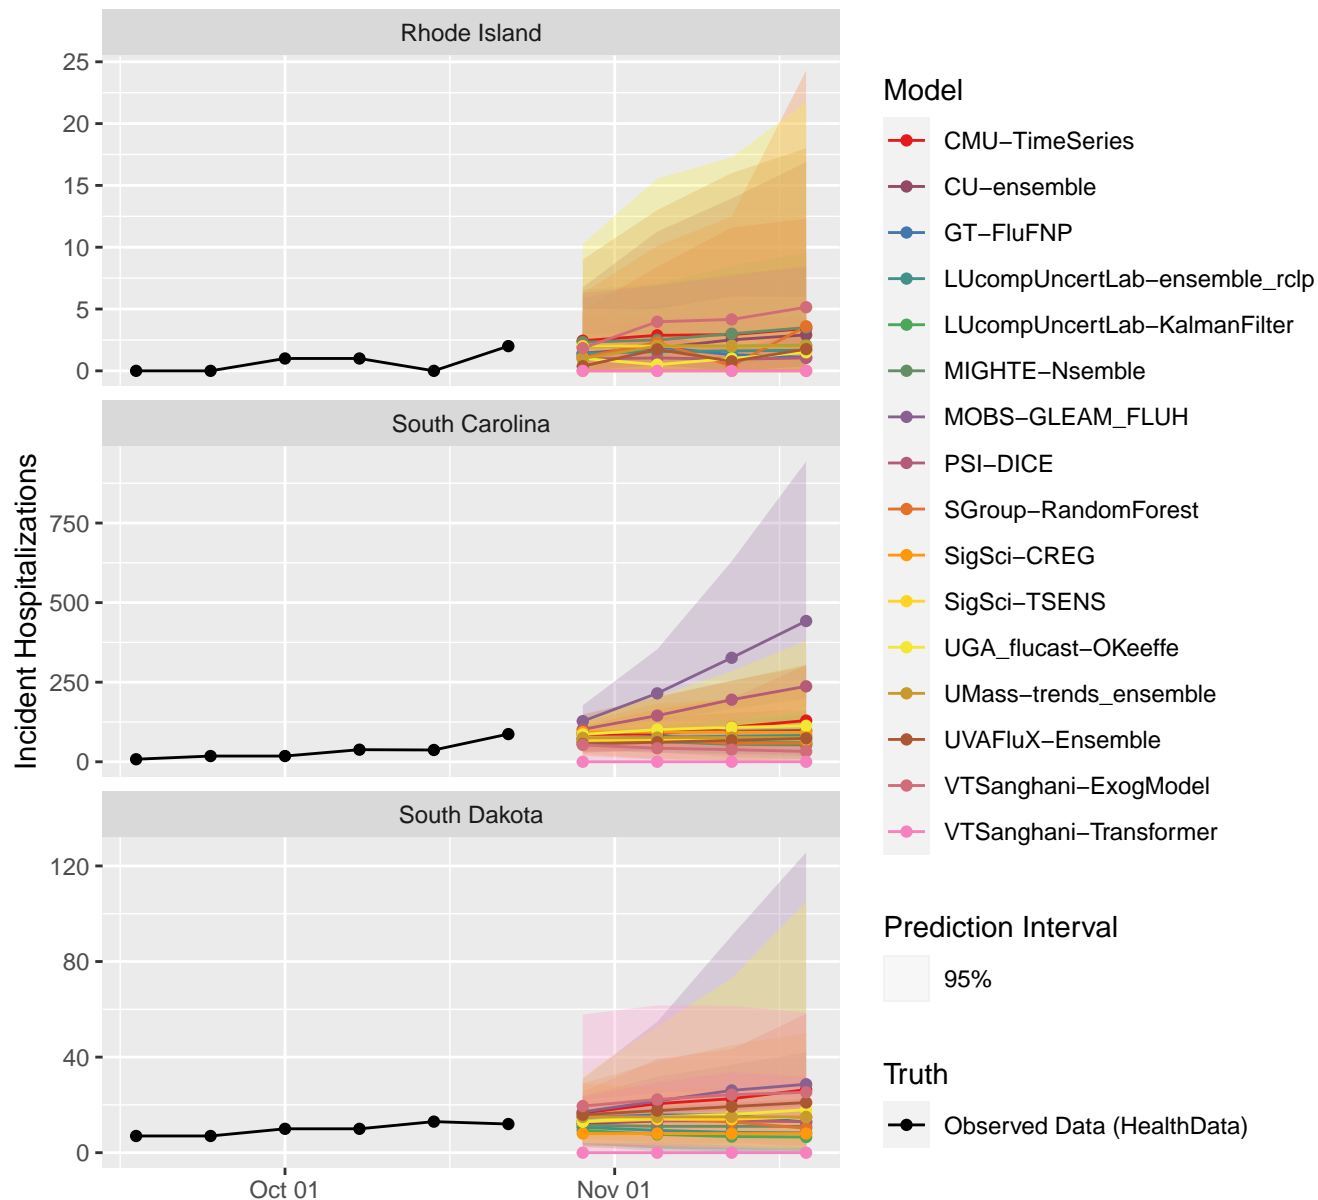 Rhode Island
25
20
15
10
5
0
South Carolina
750
500
250
0
South Dakota
120
80
40
0
Oct 01
Nov 01
Incident Hospitalizations
Model
CMU−TimeSeries
CU−ensemble
GT−FluFNP
LUcompUncertLab−ensemble_rclp
LUcompUncertLab−KalmanFilter
MIGHTE−Nsemble
MOBS−GLEAM_FLUH
PSI−DICE
SGroup−RandomForest
SigSci−CREG
SigSci−TSENS
UGA_flucast−OKeeffe
UMass−trends_ensemble
UVAFluX−Ensemble
VTSanghani−ExogModel
VTSanghani−Transformer
Prediction Interval
95%
Truth
Observed Data (HealthData)